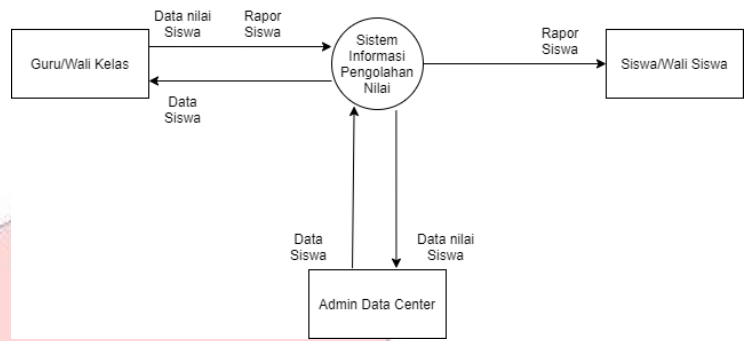 Data nilai
Siswa
Rapor
Siswa
Guru/Wali Kelas
Data
Siswa
Sistem
Informasi
Pengolahan
Nilai
Rapor
Siswa
Siswa/Wali Siswa
Data
Siswa
Data nilai
Siswa
Admin Data Center